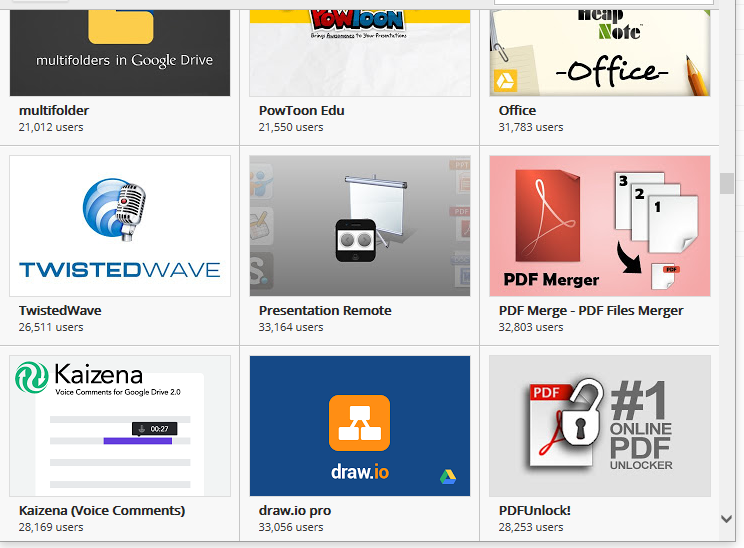 multifolders in Google Drive
multifolder
21,012 users
POWTOON
Brings Awesomeness to Your Presentations
PowToon Edu
21,550 users
Heap
Note™
-Office-
Office
31,783 users
TWISTEDWAVE
TwistedWave
26,511 users
PPT
PDF
S.
Presentation Remote
33,164 users
3
2
1
PDF
PDF Merger
PDF Merge - PDF Files Merger
32,803 users
Kaizena
Voice Comments for Google Drive 2.0
00:27
Kaizena (Voice Comments)
28,169 users
draw.io
draw.io pro
33,056 users
PDF
#1
ONLINE
PDF
UNLOCKER
PDFUnlock!
28,253 users